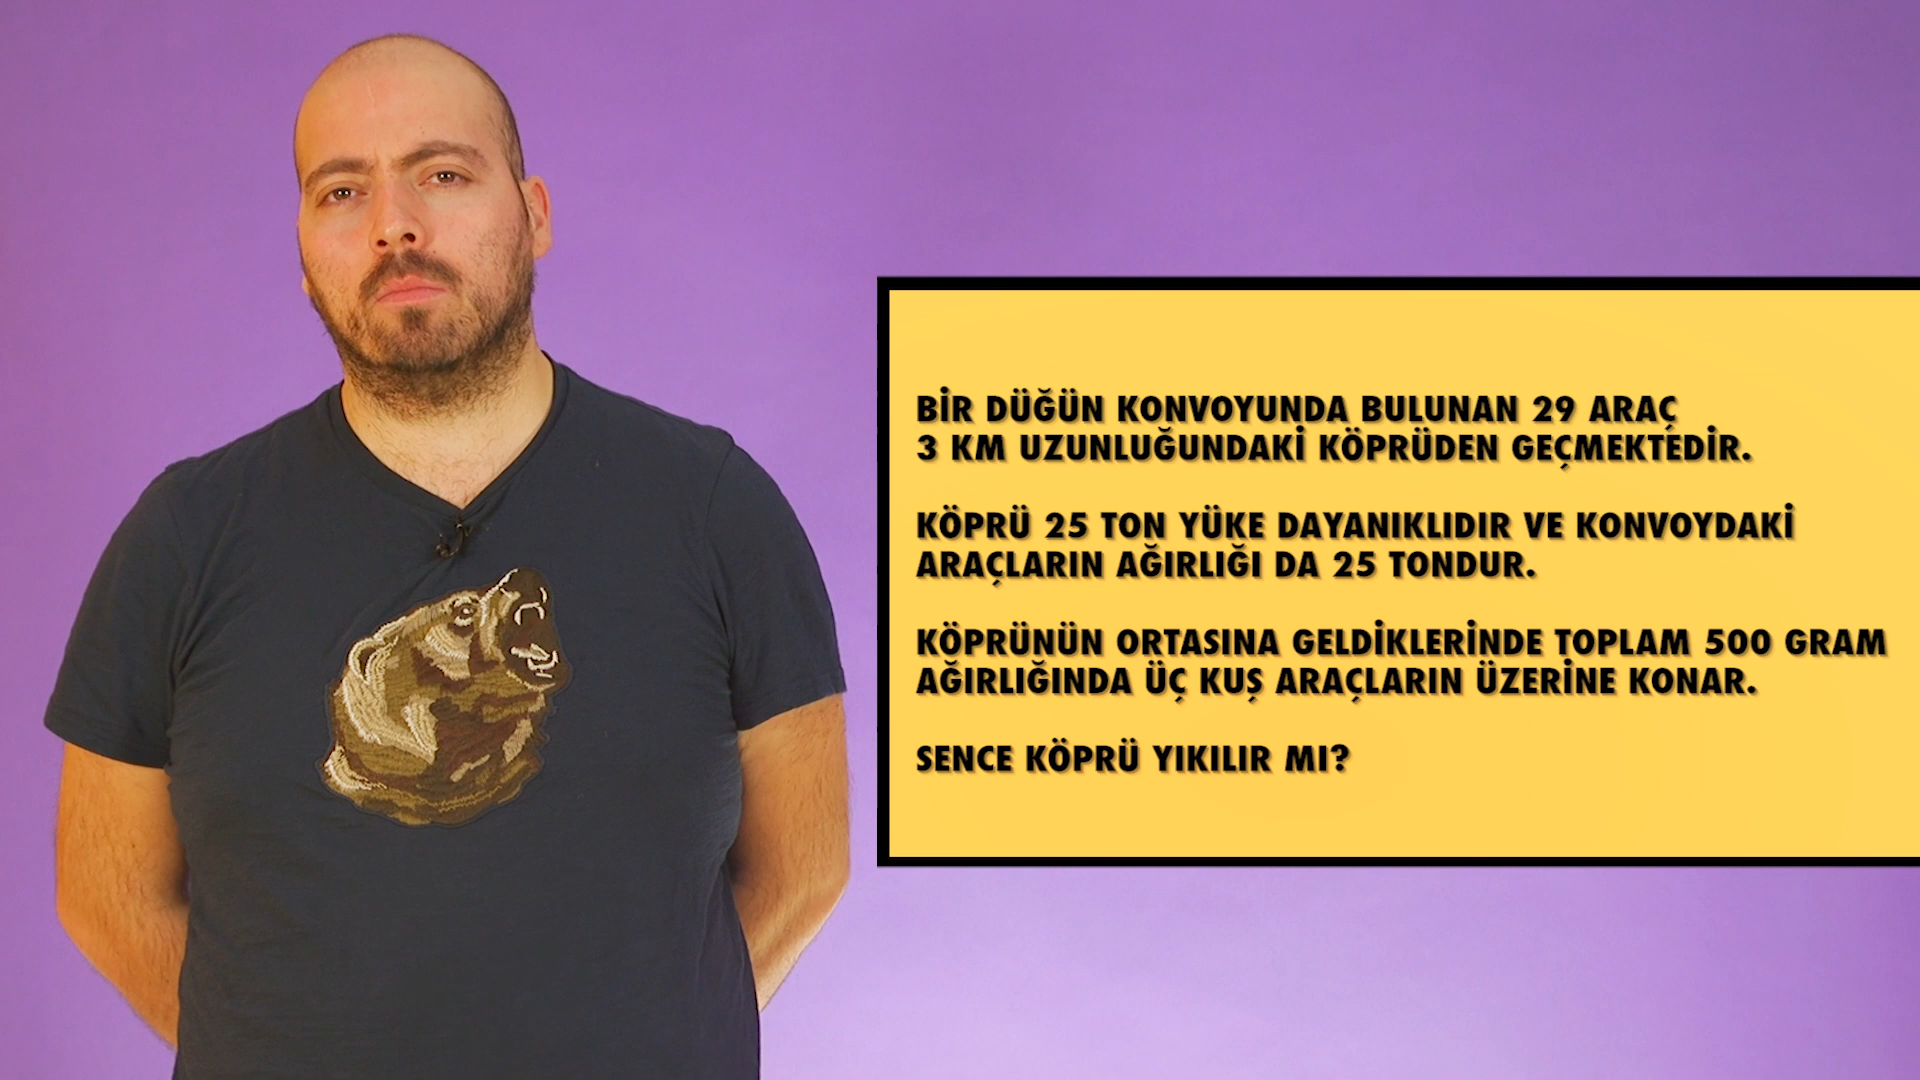 BİR DÜĞÜN KONVOYUNDA BULUNAN 29 ARAÇ
3 KM UZUNLUĞUNDAKİ KÖPRÜDEN GEÇMEKTEDİR.
KÖPRÜ 25 TON YÜKE DAYANIKLIDIR VE KONVOYDAKİ
ARAÇLARIN AĞIRLIĞI DA 25 TONDUR.
KÖPRÜNÜN ORTASINA GELDİKLERİNDE TOPLAM 500 GRAM
AĞIRLIĞINDA ÜÇ KUŞ ARAÇLARIN ÜZERİNE KONAR.
SENCE KÖPRÜ YIKILIR MI?